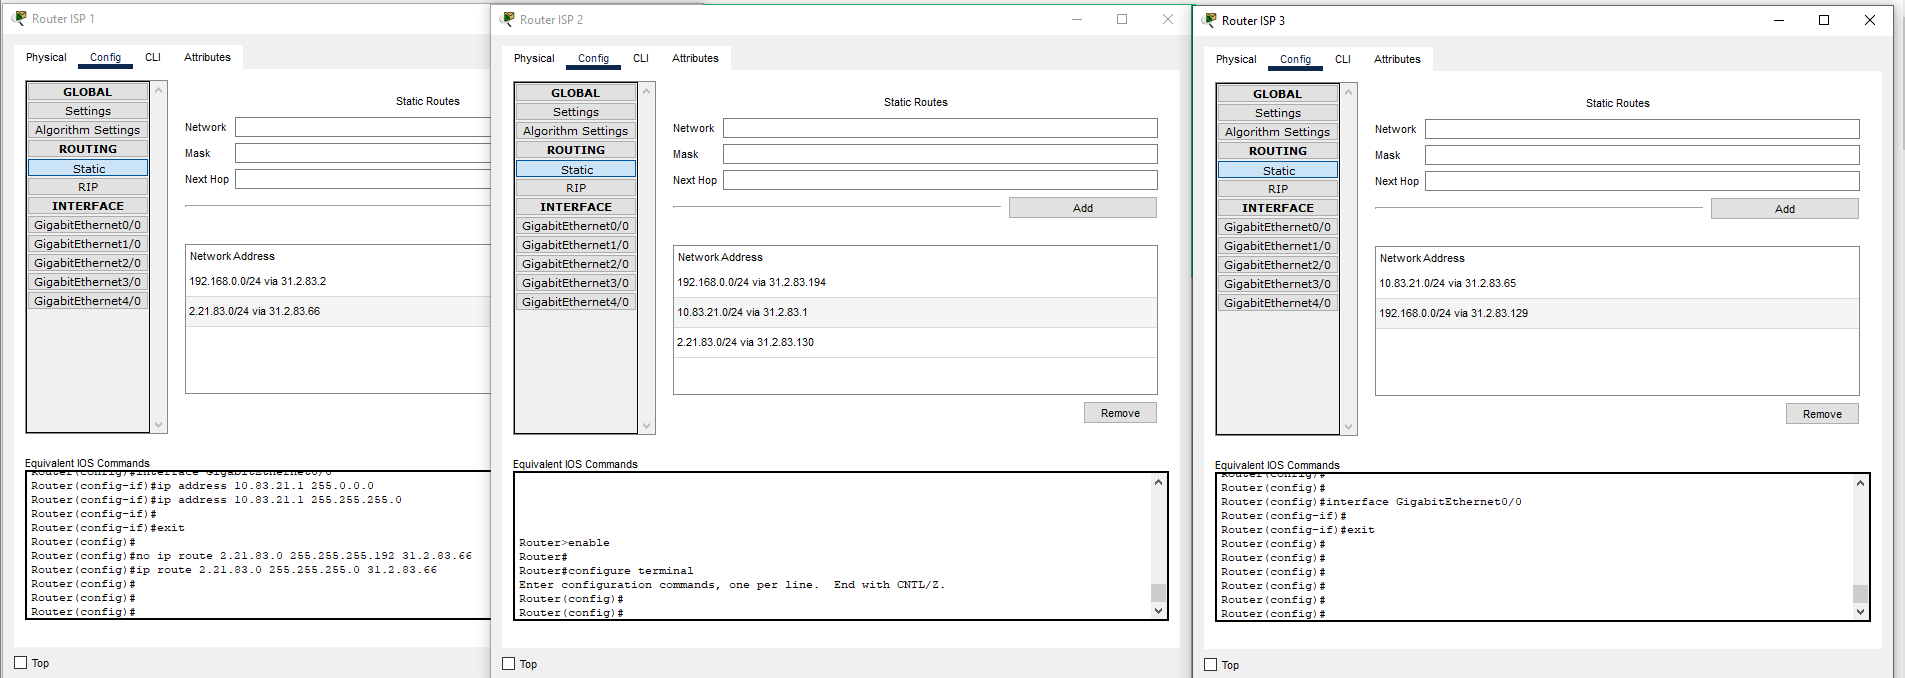 Router ISP 1
Physical Config CLI Attributes
GLOBAL
Settings
Algorithm Settings
ROUTING
Static
RIP
INTERFACE
GigabitEthernet0/0
GigabitEthernet1/0
GigabitEthernet2/0
GigabitEthernet3/0
GigabitEthernet4/0
Static Routes
Network
Mask
Next Hop
Network Address
192.168.0.0/24 via 31.2.83.2
2.21.83.0/24 via 31.2.83.66
Equivalent IOS Commands
Router(config)#interface GigabitEthernet0/0
Router(config-if)#ip address 10.83.21.1 255.0.0.0
Router(config-if)#ip address 10.83.21.1 255.255.255.0
Router(config-if)#
Router(config-if)#exit
Router(config)#
Router(config)#no ip route 2.21.83.0 255.255.255.192 31.2.83.66
Router(config)#ip route 2.21.83.0 255.255.255.0 31.2.83.66
Router(config)#
Router(config)#
Router(config)#
Top
Router ISP 2
Physical Config CLI Attributes
GLOBAL
Settings
Algorithm Settings
ROUTING
Static
RIP
INTERFACE
GigabitEthernet0/0
GigabitEthernet1/0
GigabitEthernet2/0
GigabitEthernet3/0
GigabitEthernet4/0
Static Routes
Network
Mask
Next Hop
Add
Network Address
192.168.0.0/24 via 31.2.83.194
10.83.21.0/24 via 31.2.83.1
2.21.83.0/24 via 31.2.83.130
Remove
Equivalent IOS Commands
Router>enable
Router#
Router#configure terminal
Enter configuration commands, one per line.  End with CNTL/Z.
Router(config)#
Router(config)#
Top
Router ISP 3
Physical Config CLI Attributes
GLOBAL
Settings
Algorithm Settings
ROUTING
Static
RIP
INTERFACE
GigabitEthernet0/0
GigabitEthernet1/0
GigabitEthernet2/0
GigabitEthernet3/0
GigabitEthernet4/0
Static Routes
Network
Mask
Next Hop
Add
Network Address
10.83.21.0/24 via 31.2.83.65
192.168.0.0/24 via 31.2.83.129
Remove
Equivalent IOS Commands
Router(config)#
Router(config)#
Router(config)#interface GigabitEthernet0/0
Router(config-if)#
Router(config-if)#exit
Router(config)#
Router(config)#
Router(config)#
Router(config)#
Router(config)#
Router(config)#
Top